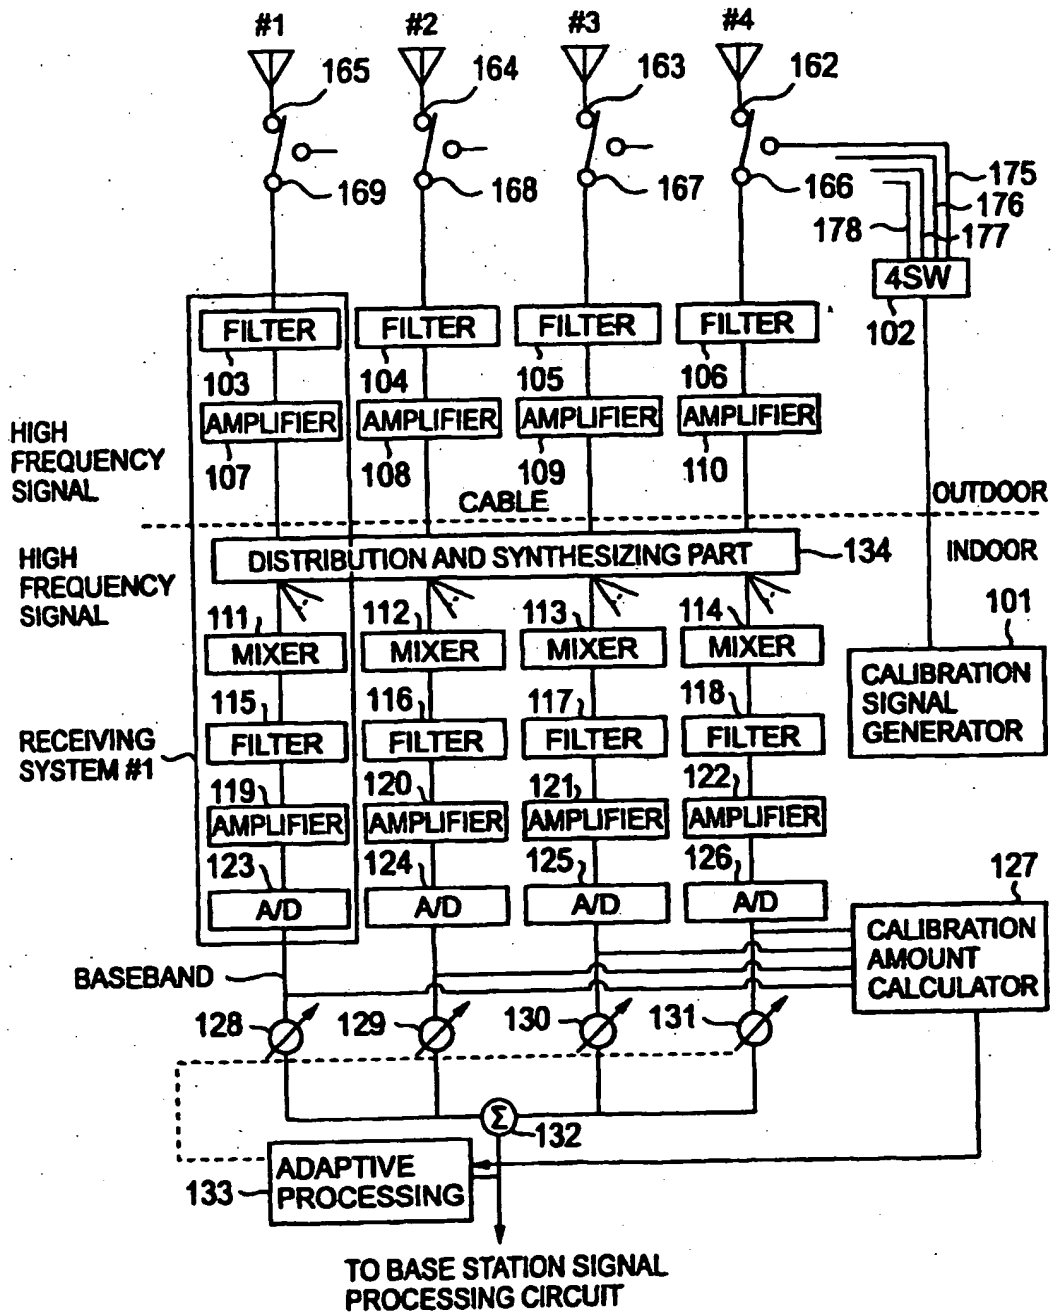 #1 #2 #3 #4
165 164 163 162
169 168 167 166 175
176
178 177
4SW
102
FILTER FILTER FILTER FILTER
103 104 105 106
AMPLIFIER AMPLIFIER AMPLIFIER AMPLIFIER
107 108 109 110
HIGH
FREQUENCY
SIGNAL
CABLE
OUTDOOR
INDOOR
HIGH
FREQUENCY
SIGNAL
DISTRIBUTION AND SYNTHESIZING PART
134
111 112 113 114
MIXER MIXER MIXER MIXER
101
CALIBRATION
SIGNAL
GENERATOR
115 116 117 118
FILTER FILTER FILTER FILTER
RECEIVING
SYSTEM #1
119 120 121 122
AMPLIFIER AMPLIFIER AMPLIFIER AMPLIFIER
123 124 125 126
A/D A/D A/D A/D
127
CALIBRATION
AMOUNT
CALCULATOR
BASEBAND
128 129 130 131
Σ
132
ADAPTIVE
PROCESSING
133
TO BASE STATION SIGNAL
PROCESSING CIRCUIT